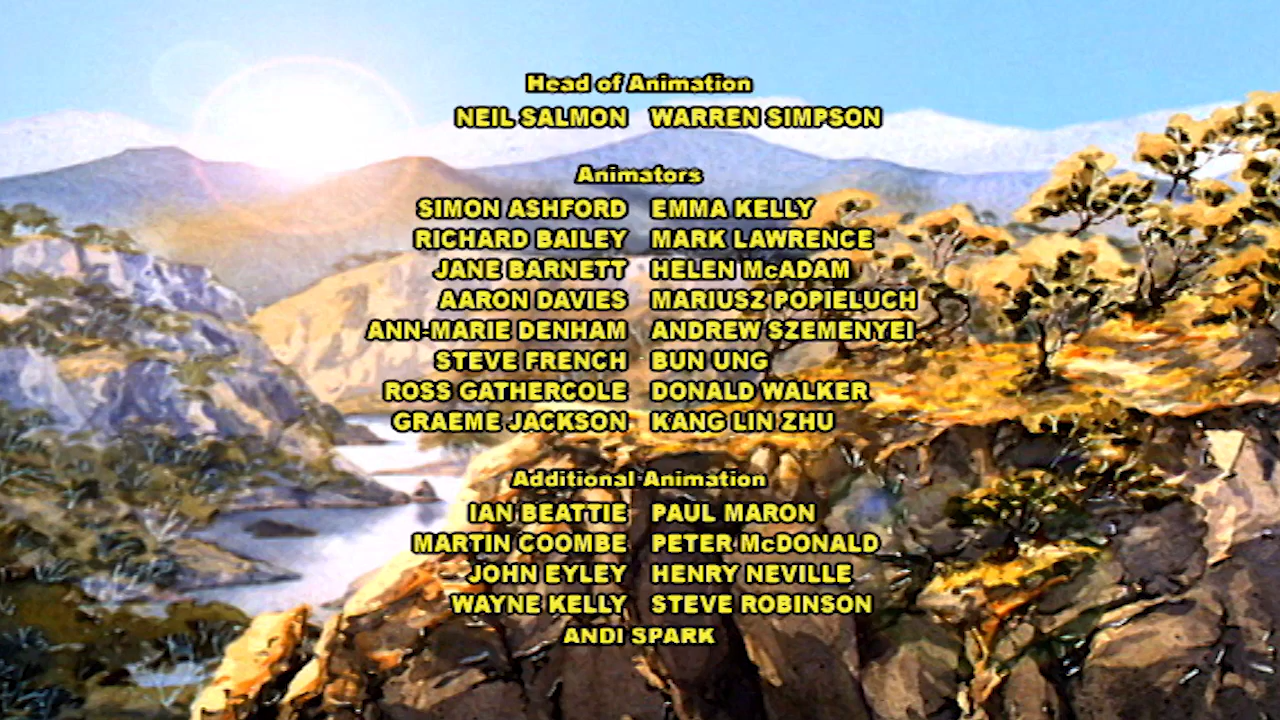 Head of Animation
NEIL SALMON WARREN SIMPSON
Animators
SIMON ASHFORD EMMA KELLY
RICHARD BAILEY MARK LAWRENCE
JANE BARNETT HELEN McADAM
AARON DAVIES MARIUSZ POPIELUCH
ANN-MARIE DENHAM ANDREW SZEMENYEI
STEVE FRENCH BUN UNG
ROSS GATHERCOLE DONALD WALKER
GRAEME JACKSON KANG LIN ZHU
Additional Animation
IAN BEATTIE PAUL MARON
MARTIN COOMBE PETER McDONALD
JOHN EYLEY HENRY NEVILLE
WAYNE KELLY STEVE ROBINSON
ANDI SPARK